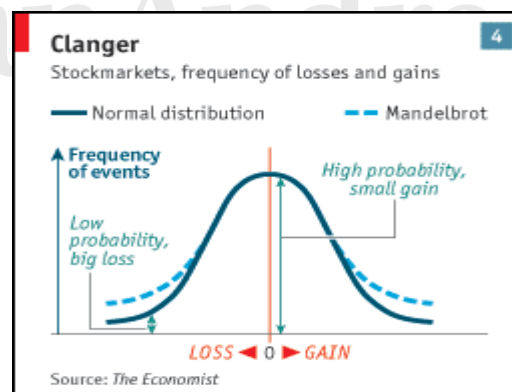 Clanger
4
Stockmarkets, frequency of losses and gains
Normal distribution
Mandelbrot
Frequency
of events
High probability,
small gain
Low
probability,
big loss
LOSS ◀ 0 ▶ GAIN
Source: The Economist